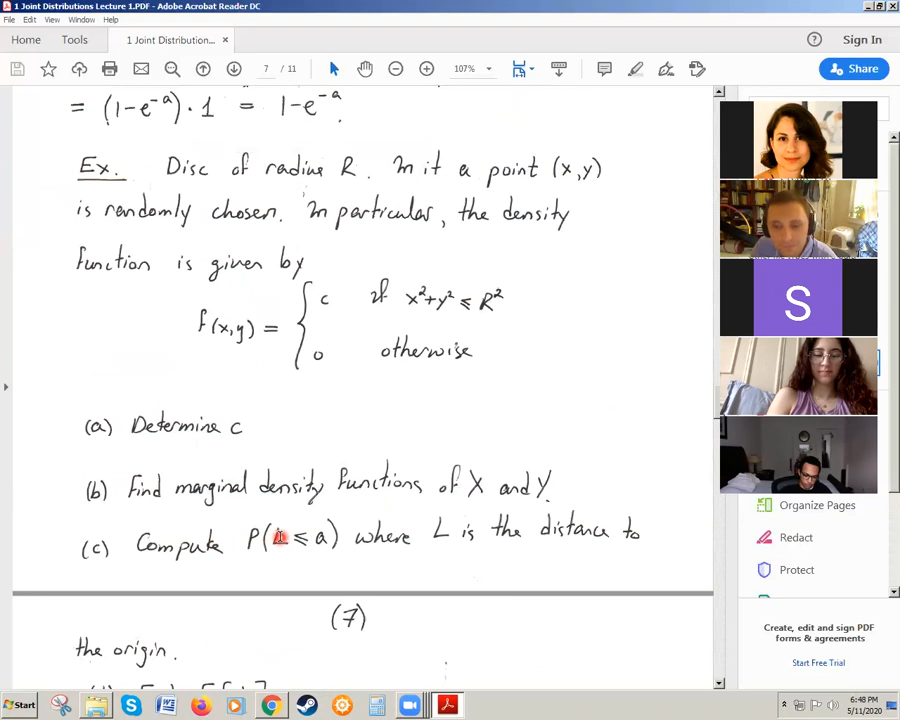 1 Joint Distributions Lecture 1.PDF - Adobe Acrobat Reader DC
File Edit View Window Help
Home Tools 1 Joint Distribution... × Sign In
7 / 11 107% Share
= (1-e^{-a}) · 1 = 1-e^{-a}.
Ex. Disc of radius R. In it a point (x,y)
is randomly chosen. In particular, the density
function is given by
f(x,y) = { c if x²+y² ≤ R²
0 otherwise
(a) Determine c
(b) Find marginal density functions of X and Y.
(c) Compute P(L ≤ a) where L is the distance to
(7)
the origin.
S
Organize Pages
Redact
Protect
Create, edit and sign PDF
forms & agreements
Start Free Trial
Start
6:48 PM
5/11/2020